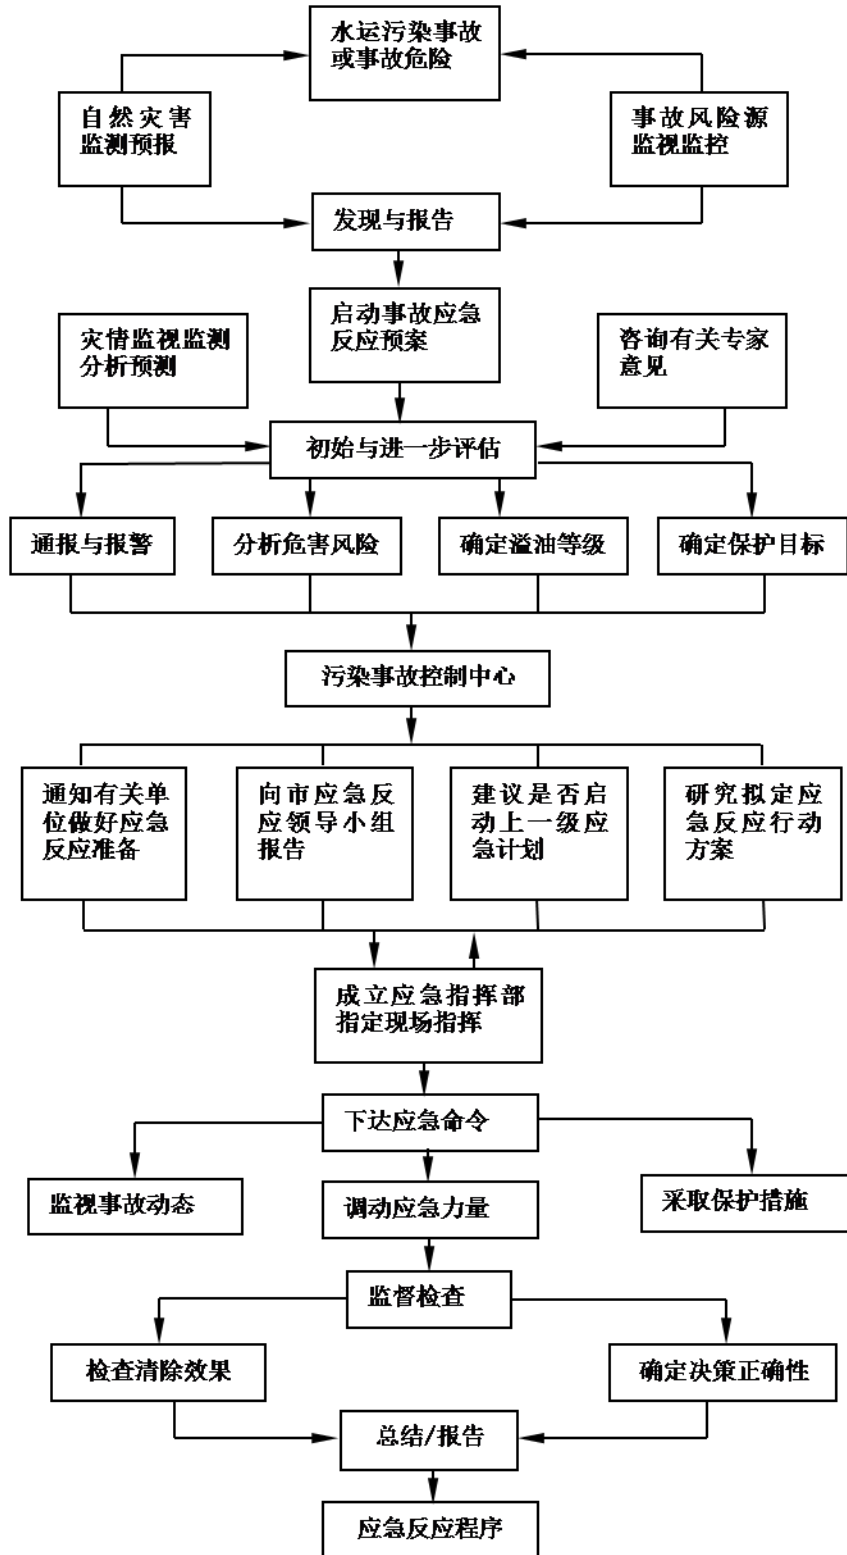 水运污染事故
或事故危险
自然灾害
监测预报
事故风险源
监视监控
发现与报告
启动事故应急
反应预案
灾情监视监测
分析预测
咨询有关专家
意见
初始与进一步评估
通报与报警
分析危害风险
确定溢油等级
确定保护目标
污染事故控制中心
通知有关单
位做好应急
反应准备
向市应急反
应领导小组
报告
建议是否启
动上一级应
急计划
研究拟定应
急反应行动
方案
成立应急指挥部
指定现场指挥
下达应急命令
监视事故动态
调动应急力量
采取保护措施
监督检查
检查清除效果
确定决策正确性
总结/报告
应急反应程序